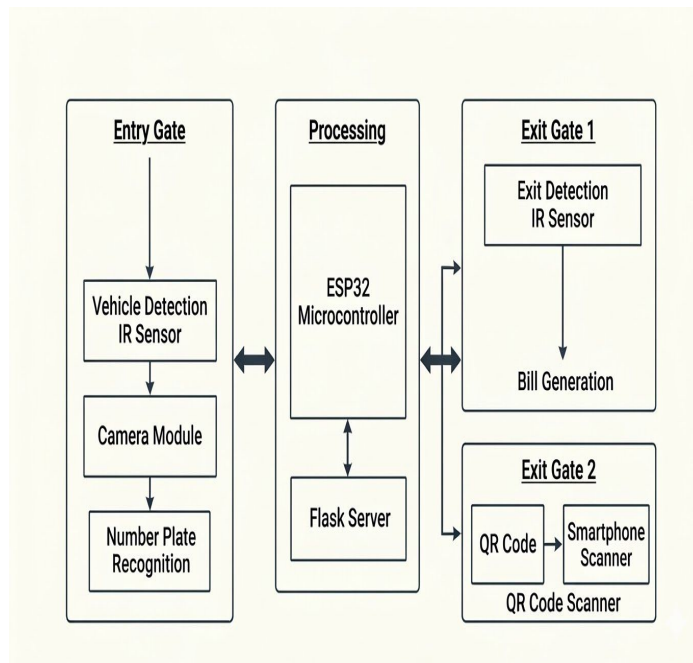 Entry Gate
Vehicle Detection
IR Sensor
Camera Module
Number Plate
Recognition
Processing
ESP32
Microcontroller
Flask Server
Exit Gate 1
Exit Detection
IR Sensor
Bill Generation
Exit Gate 2
QR Code
Smartphone
Scanner
QR Code Scanner